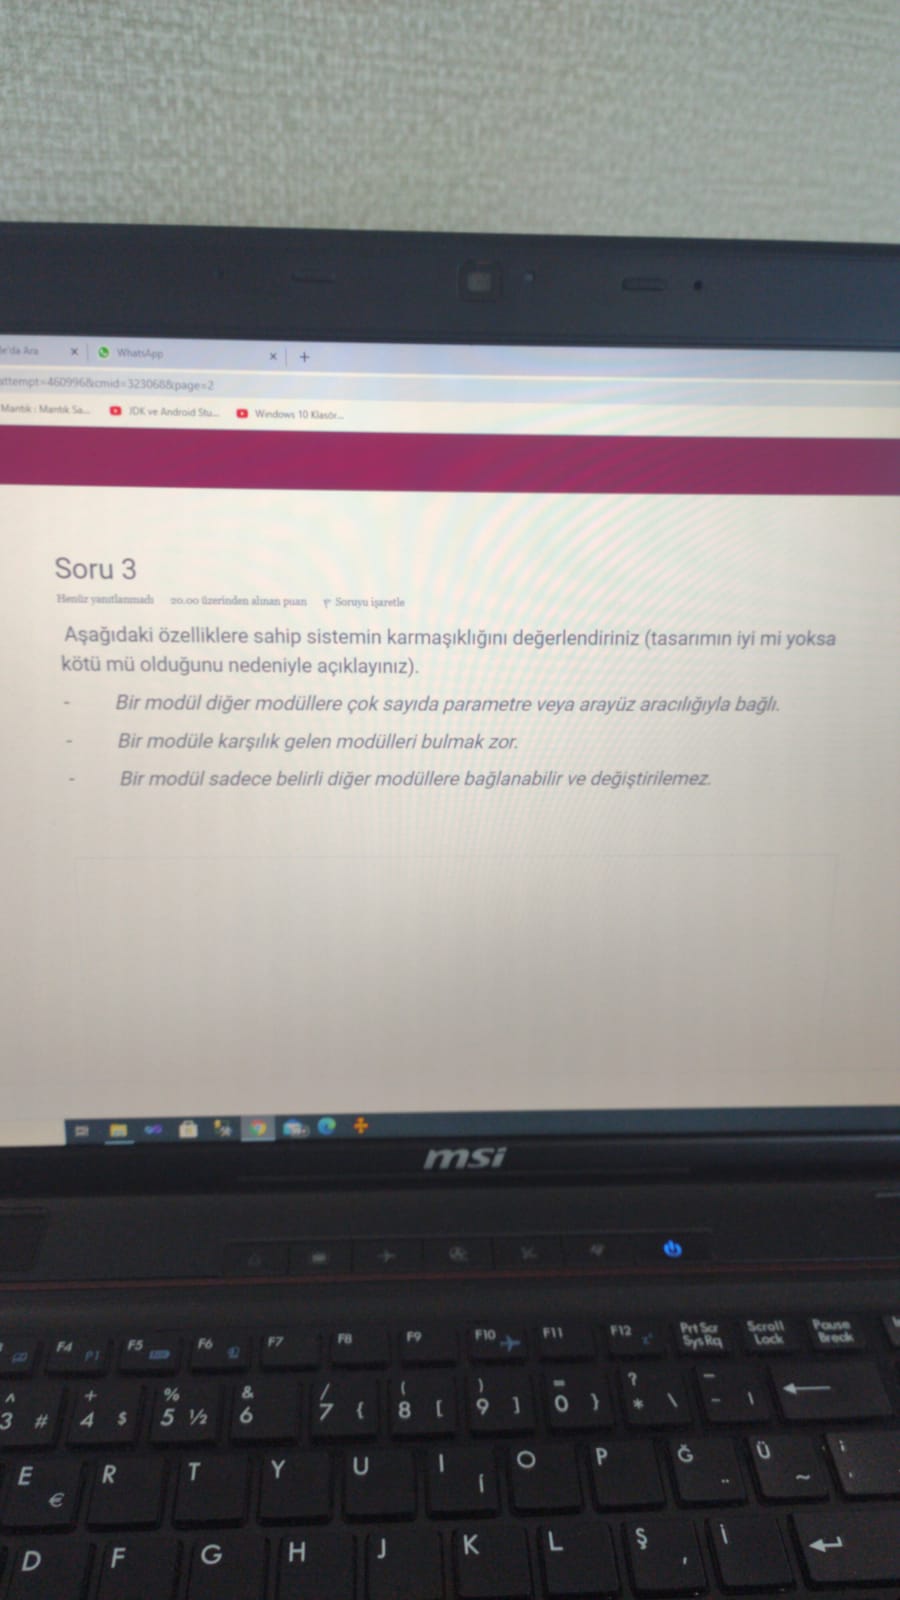 WhatsApp
attempt=460996&cmid=323068&page=2
Mantık : Mantık Sa... JDK ve Android Stu... Windows 10 Klasör...
Soru 3
Henüz yanıtlanmadı 20.00 üzerinden alınan puan Soruyu işaretle
Aşağıdaki özelliklere sahip sistemin karmaşıklığını değerlendiriniz (tasarımın iyi mi yoksa
kötü mü olduğunu nedeniyle açıklayınız).
- Bir modül diğer modüllere çok sayıda parametre veya arayüz aracılığıyla bağlı.
- Bir modüle karşılık gelen modülleri bulmak zor.
- Bir modül sadece belirli diğer modüllere bağlanabilir ve değiştirilemez.
msi
F4 F5 F6 F7 F8 F9 F10 F11 F12 Prt Scr Scroll Pause
Sys Rq Lock Break
^ + % & / ( ) = ? _
3 # 4 $ 5 ½ 6 7 { 8 [ 9 ] 0 } * \ -
E € R T Y U I O P Ğ Ü
D F G H J K L Ş İ